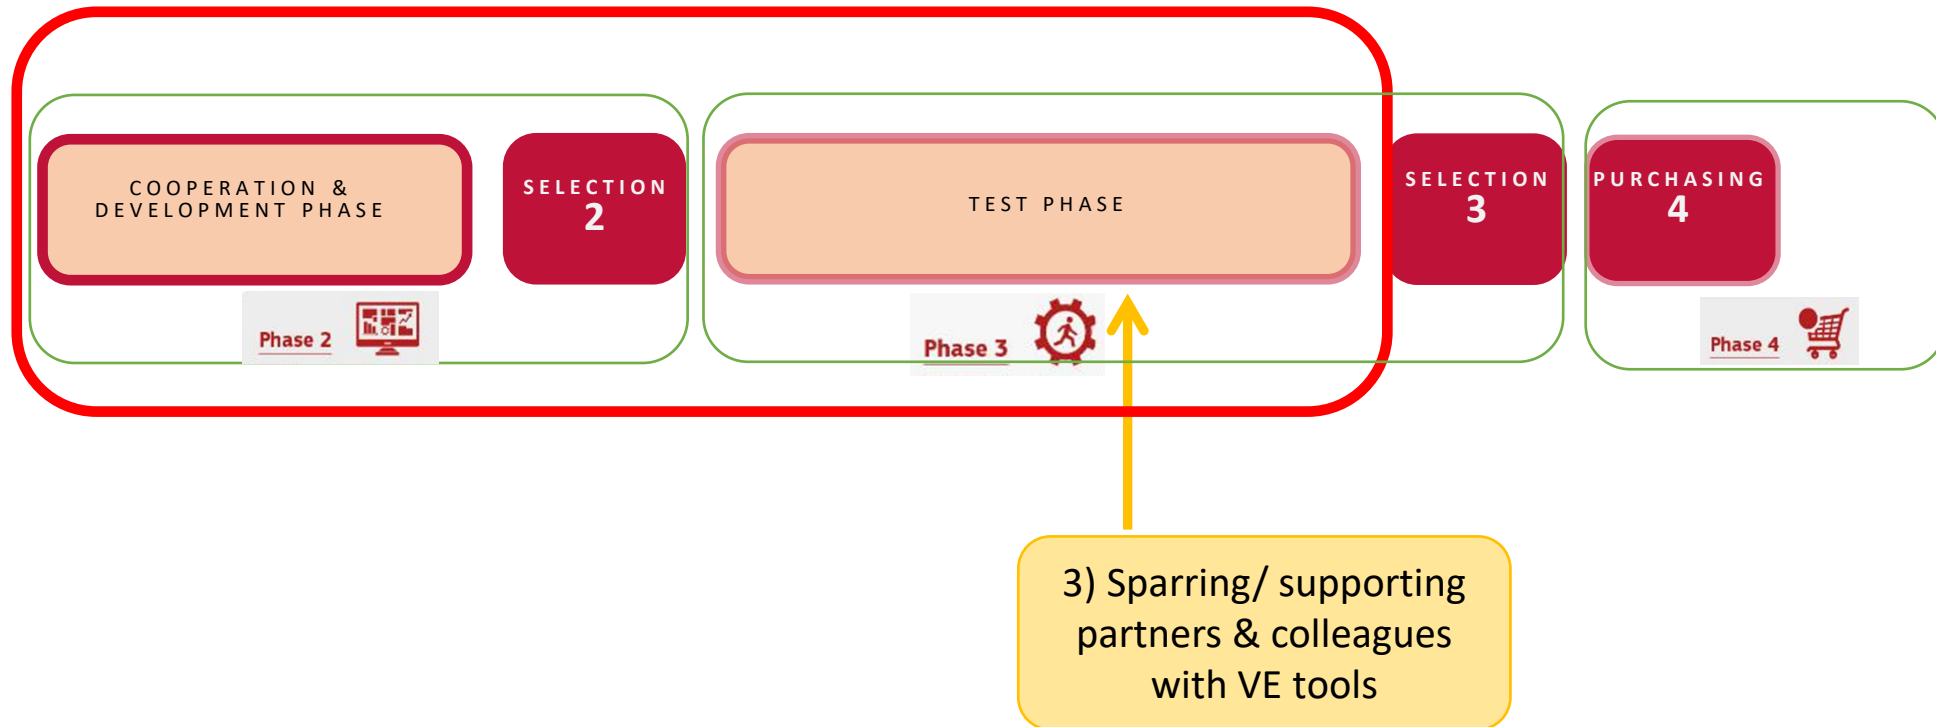 COOPERATION &
DEVELOPMENT PHASE
SELECTION
2
TEST PHASE
SELECTION
3
PURCHASING
4
Phase 2
Phase 3
Phase 4
3) Sparring/ supporting
partners & colleagues
with VE tools